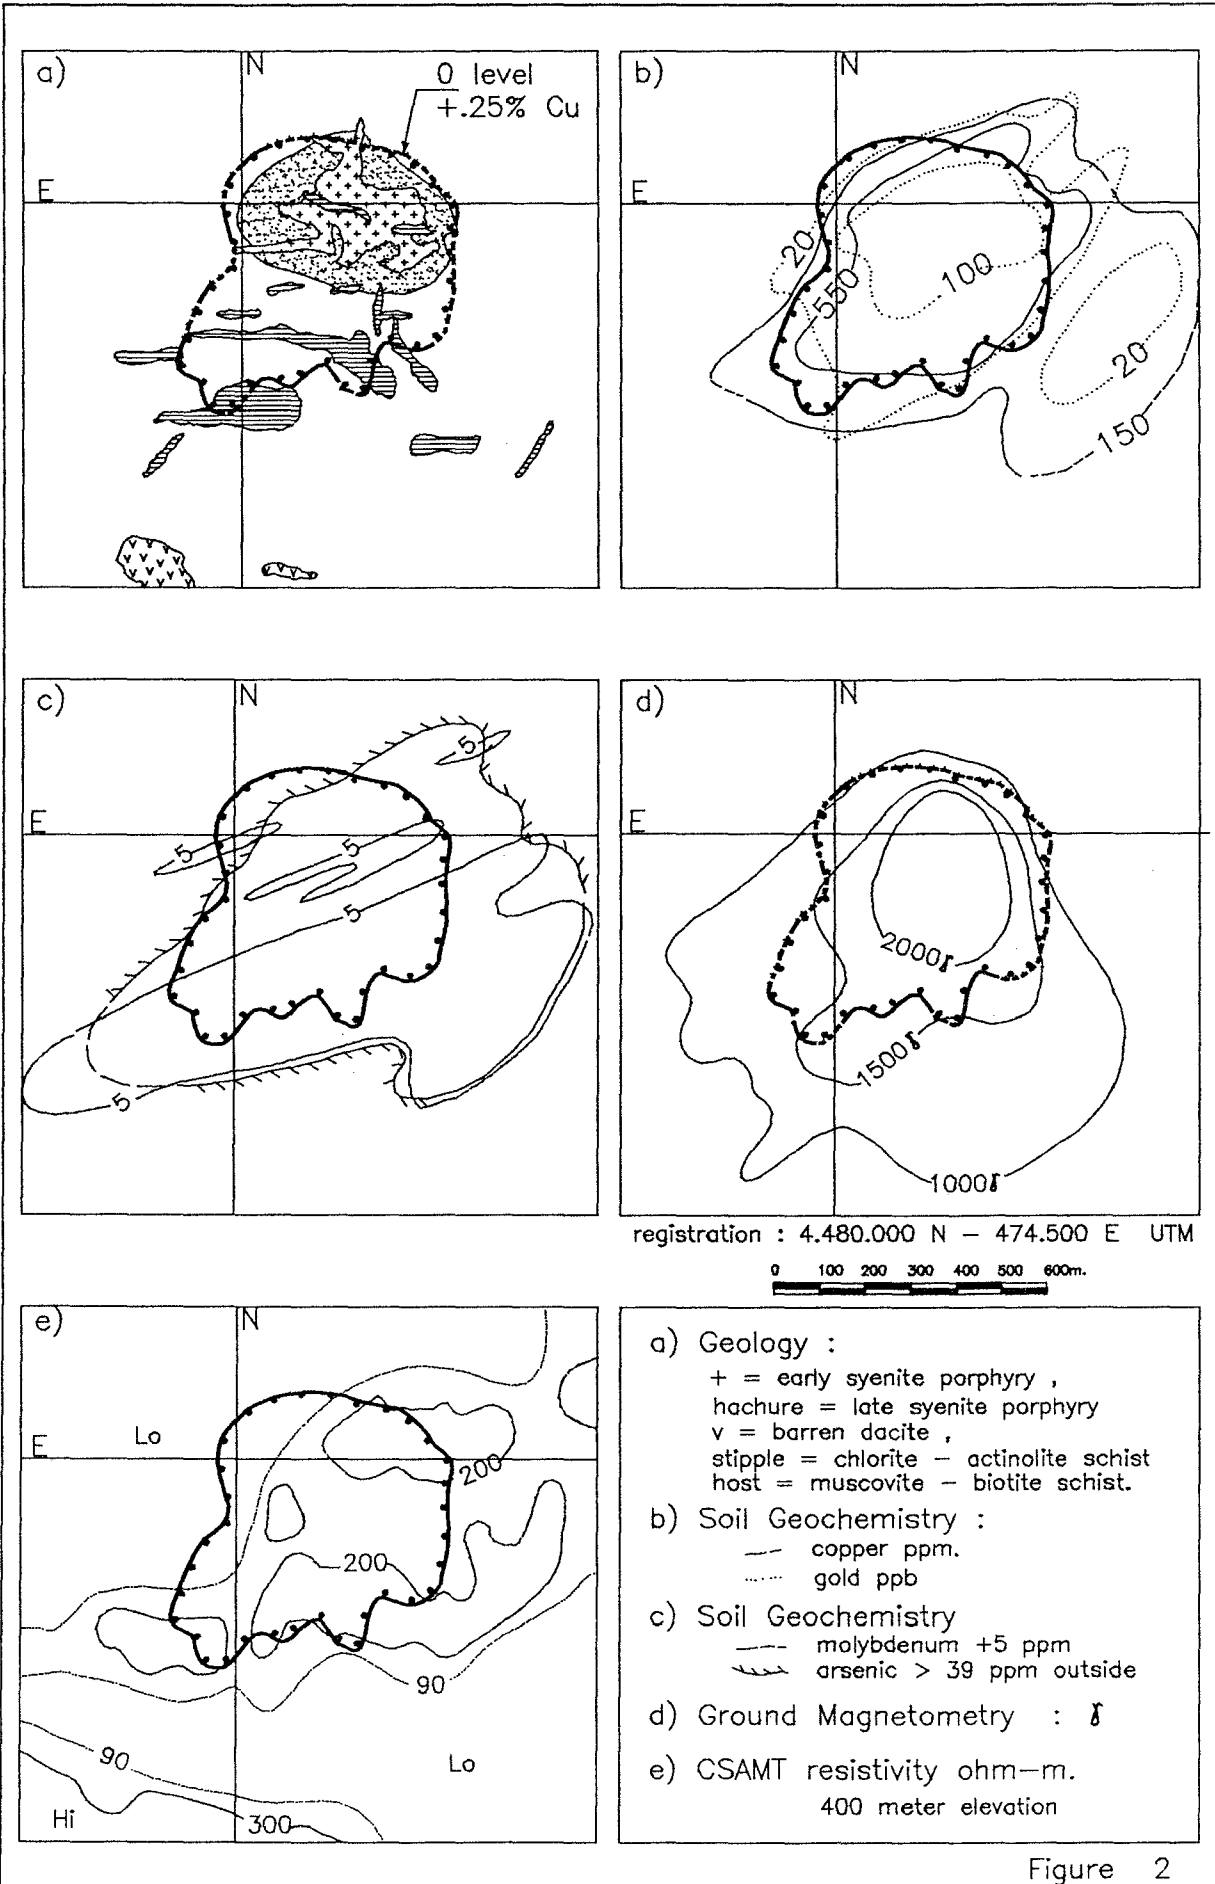 a)
N
0 level
+.25% Cu
E
b)
N
E
20
550
100
20
150
c)
N
E
5
5
5
5
5
d)
N
E
2000γ
1500γ
1000γ
registration : 4.480.000 N – 474.500 E UTM
0 100 200 300 400 500 600m.
e)
N
E
Lo
200
200
90
90
Lo
Hi
300
a) Geology :
+ = early syenite porphyry ,
hachure = late syenite porphyry
v = barren dacite ,
stipple = chlorite – actinolite schist
host = muscovite – biotite schist.
b) Soil Geochemistry :
copper ppm.
gold ppb
c) Soil Geochemistry
molybdenum +5 ppm
arsenic > 39 ppm outside
d) Ground Magnetometry : γ
e) CSAMT resistivity ohm–m.
400 meter elevation
Figure 2